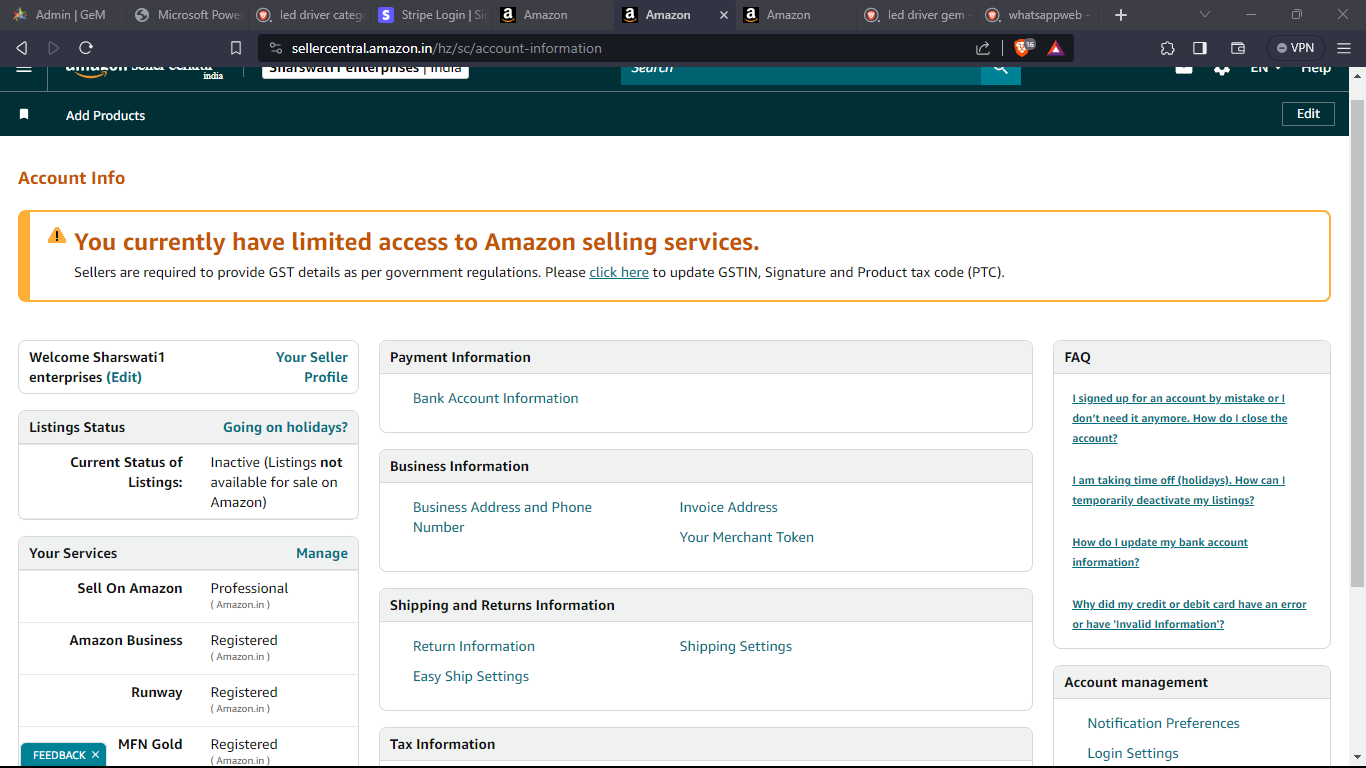 Admin | GeM
Microsoft Power
led driver categ
Stripe Login | Sig
Amazon
Amazon
Amazon
led driver gem -
whatsappweb -
sellercentral.amazon.in/hz/sc/account-information
16
VPN
amazon seller central
india
Sharswati1 enterprises | India
Search
EN
Help
Add Products
Edit
Account Info
You currently have limited access to Amazon selling services.
Sellers are required to provide GST details as per government regulations. Please click here to update GSTIN, Signature and Product tax code (PTC).
Welcome Sharswati1
enterprises (Edit)
Your Seller
Profile
Listings Status
Going on holidays?
Current Status of
Listings:
Inactive (Listings not
available for sale on
Amazon)
Your Services
Manage
Sell On Amazon
Professional
( Amazon.in )
Amazon Business
Registered
( Amazon.in )
Runway
Registered
( Amazon.in )
MFN Gold
Registered
( Amazon.in )
FEEDBACK
Payment Information
Bank Account Information
Business Information
Business Address and Phone
Number
Invoice Address
Your Merchant Token
Shipping and Returns Information
Return Information
Shipping Settings
Easy Ship Settings
Tax Information
FAQ
I signed up for an account by mistake or I
don't need it anymore. How do I close the
account?
I am taking time off (holidays). How can I
temporarily deactivate my listings?
How do I update my bank account
information?
Why did my credit or debit card have an error
or have 'Invalid Information'?
Account management
Notification Preferences
Login Settings